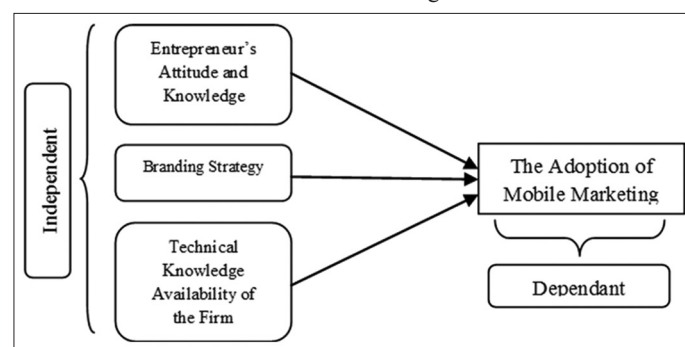 Independent
Entrepreneur's
Attitude and
Knowledge
Branding Strategy
Technical
Knowledge
Availability of
the Firm
The Adoption of
Mobile Marketing
Dependant